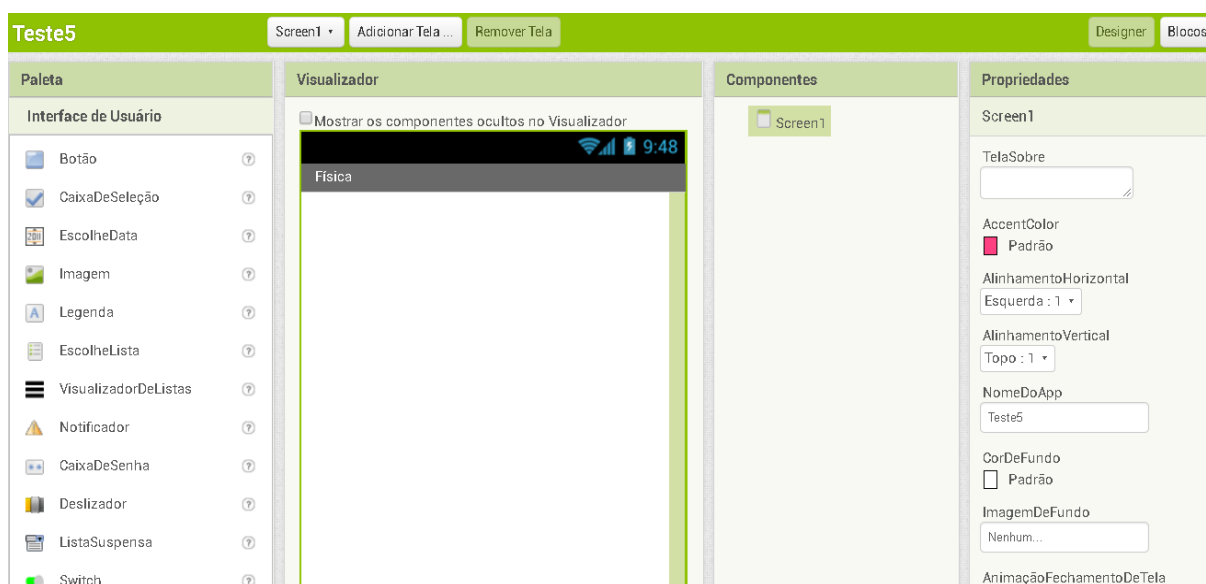 Teste5
Screen1
Adicionar Tela ...
Remover Tela
Designer
Blocos
Paleta
Interface de Usuário
Botão
CaixaDeSeleção
EscolheData
Imagem
Legenda
EscolheLista
VisualizadorDeListas
Notificador
CaixaDeSenha
Deslizador
ListaSuspensa
Switch
Visualizador
Mostrar os componentes ocultos no Visualizador
9:48
Física
Componentes
Screen1
Propriedades
Screen1
TelaSobre
AccentColor
Padrão
AlinhamentoHorizontal
Esquerda : 1
AlinhamentoVertical
Topo : 1
NomeDoApp
Teste5
CorDeFundo
Padrão
ImagemDeFundo
Nenhum...
AnimaçãoFechamentoDeTela